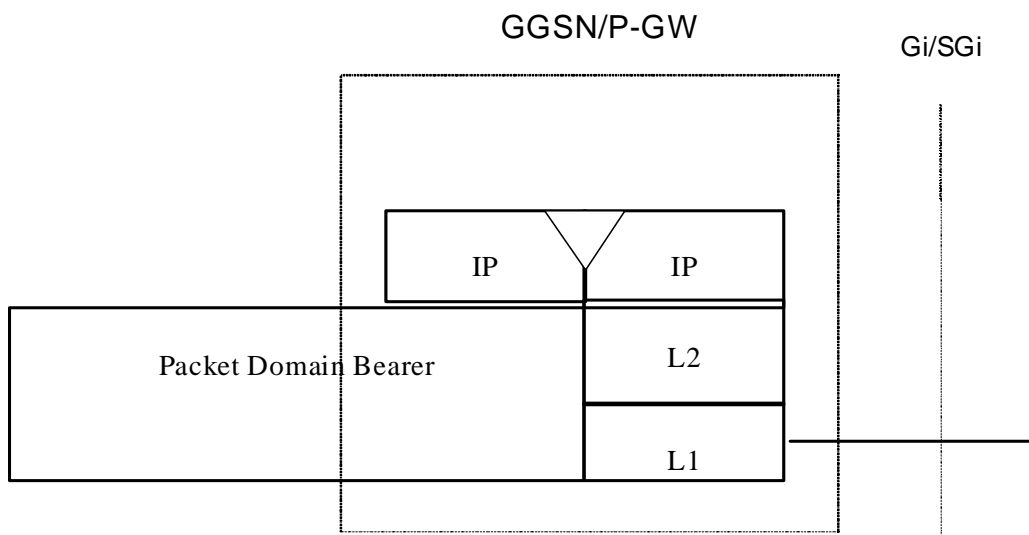 GGSN/P-GW
Gi/SGi
IP
IP
Packet Domain Bearer
L2
L1